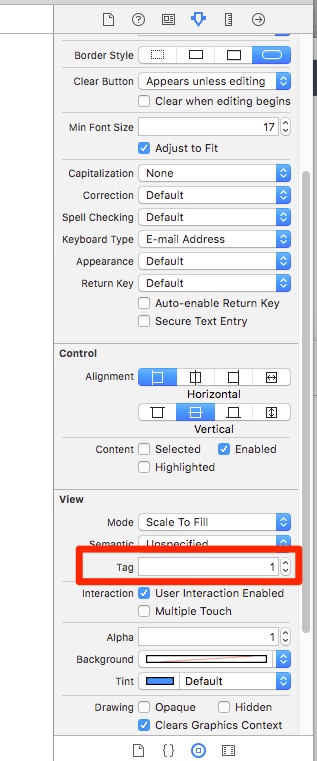 Border Style
Clear Button Appears unless editing
Clear when editing begins
Min Font Size 17
Adjust to Fit
Capitalization None
Correction Default
Spell Checking Default
Keyboard Type E-mail Address
Appearance Default
Return Key Default
Auto-enable Return Key
Secure Text Entry
Control
Alignment
Horizontal
Vertical
Content Selected Enabled
Highlighted
View
Mode Scale To Fill
Semantic Unspecified
Tag 1
Interaction User Interaction Enabled
Multiple Touch
Alpha 1
Background
Tint Default
Drawing Opaque Hidden
Clears Graphics Context